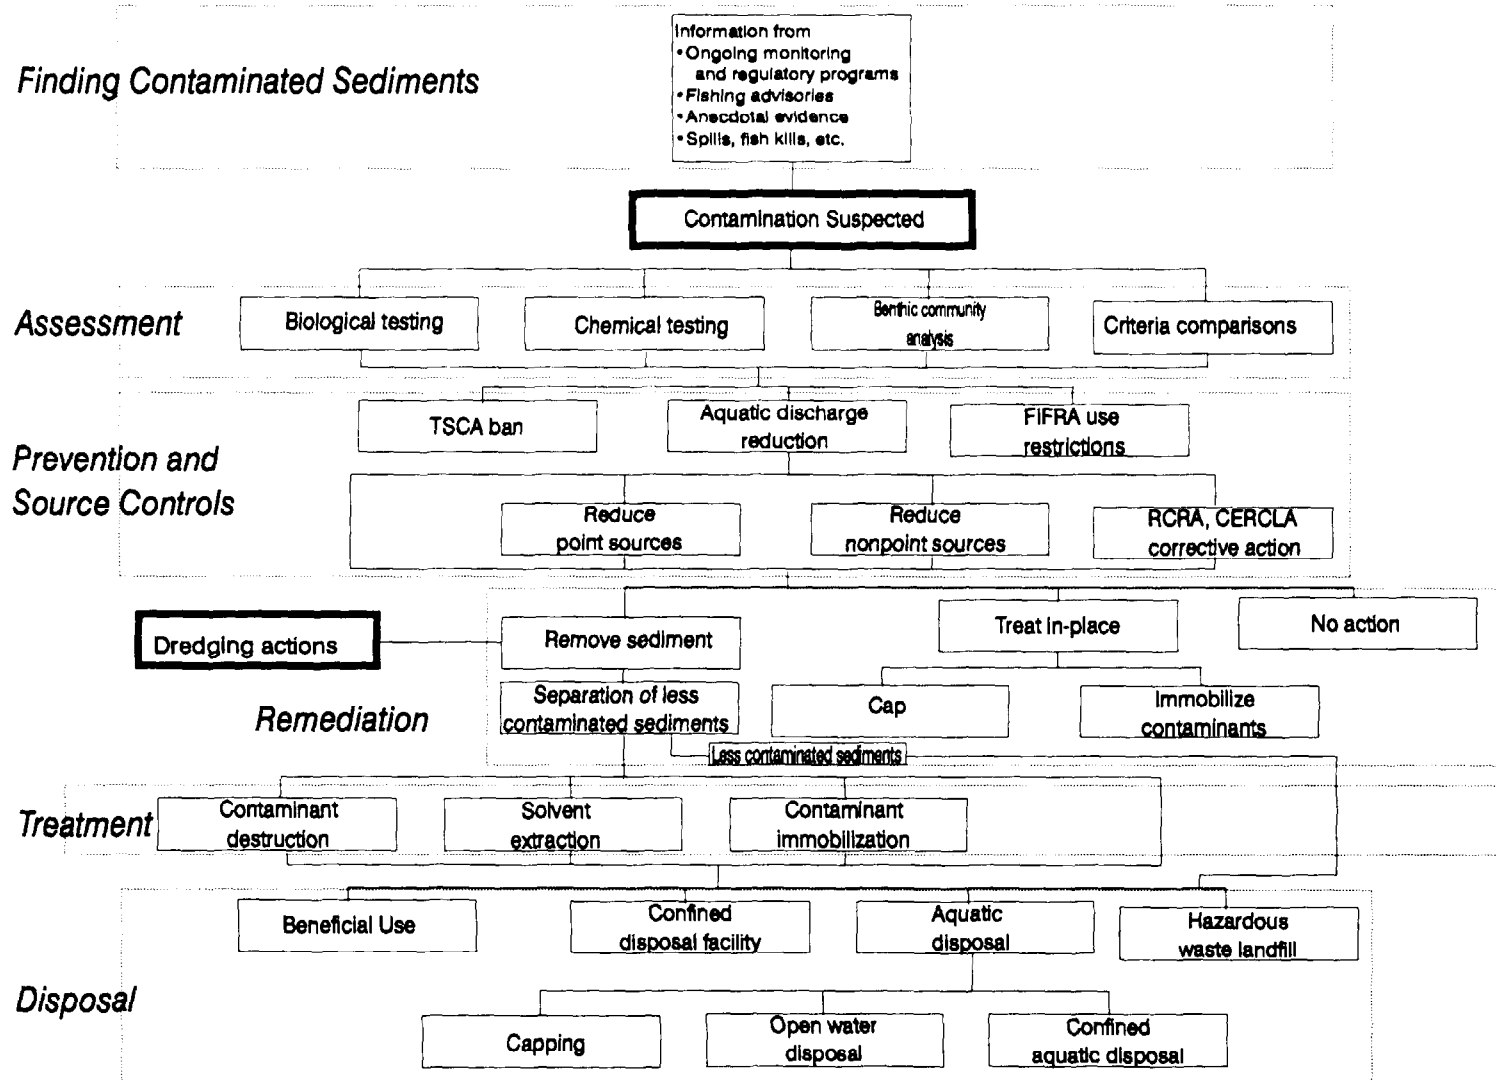 Information from
•Ongoing monitoring
and regulatory programs
•Fishing advisories
•Anecdotal evidence
•Spills, fish kills, etc.
Finding Contaminated Sediments
Contamination Suspected
Assessment
Biological testing
Chemical testing
Benthic community
analysis
Criteria comparisons
Prevention and
Source Controls
TSCA ban
Aquatic discharge
reduction
FIFRA use
restrictions
Reduce
point sources
Reduce
nonpoint sources
RCRA, CERCLA
corrective action
Dredging actions
Remove sediment
Treat in-place
No action
Remediation
Separation of less
contaminated sediments
Cap
Immobilize
contaminants
Less contaminated sediments
Treatment
Contaminant
destruction
Solvent
extraction
Contaminant
immobilization
Beneficial Use
Confined
disposal facility
Aquatic
disposal
Hazardous
waste landfill
Disposal
Capping
Open water
disposal
Confined
aquatic disposal